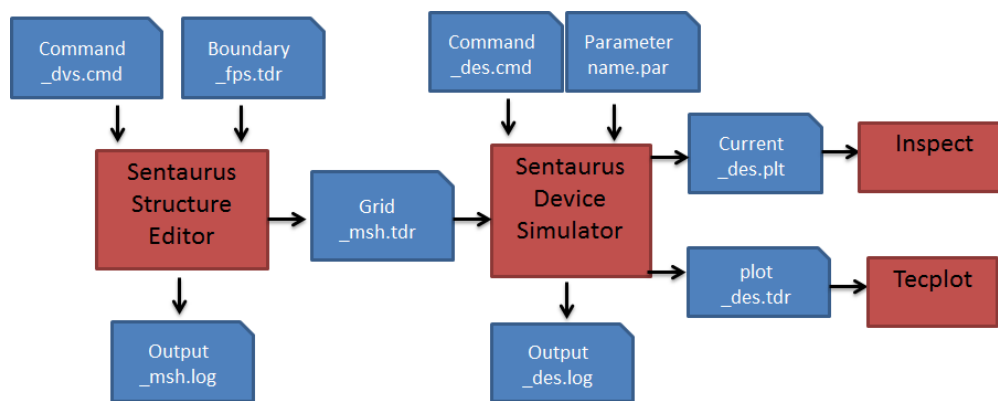 Command
_dvs.cmd
Boundary
_fps.tdr
Command
_des.cmd
Parameter
name.par
Sentaurus
Structure
Editor
Grid
_msh.tdr
Sentaurus
Device
Simulator
Current
_des.plt
Inspect
plot
_des.tdr
Tecplot
Output
_msh.log
Output
_des.log